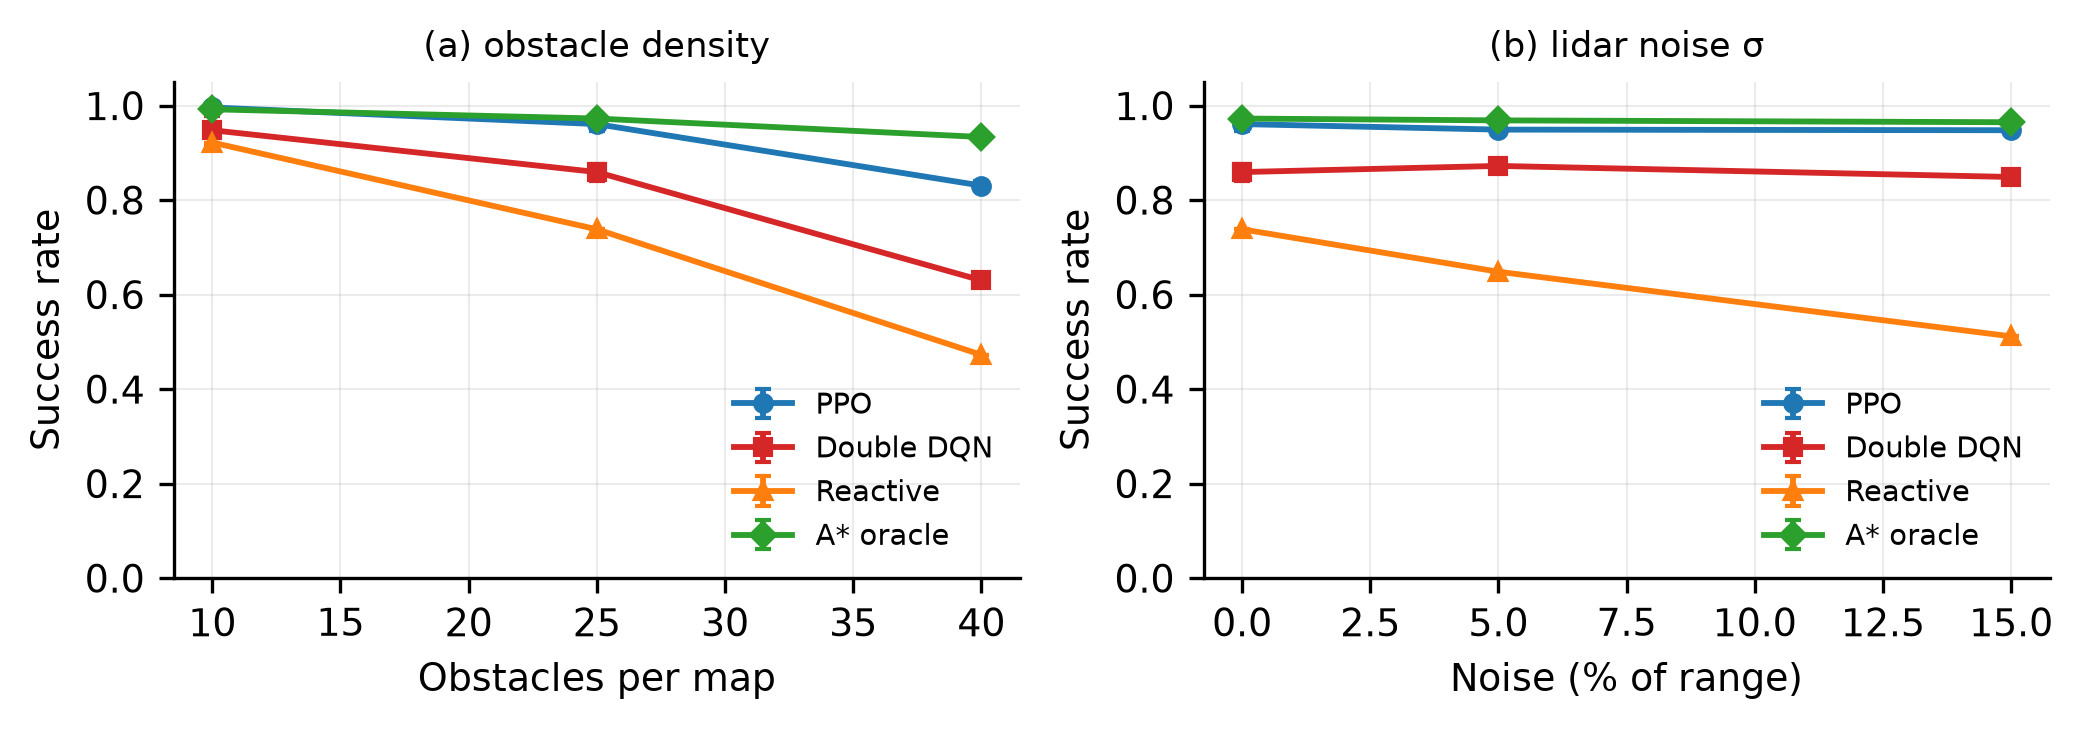 (a) obstacle density
Success rate
1.0
0.8
0.6
0.4
0.2
0.0
PPO
Double DQN
Reactive
A* oracle
10 15 20 25 30 35 40
Obstacles per map
(b) lidar noise σ
Success rate
1.0
0.8
0.6
0.4
0.2
0.0
PPO
Double DQN
Reactive
A* oracle
0.0 2.5 5.0 7.5 10.0 12.5 15.0
Noise (% of range)